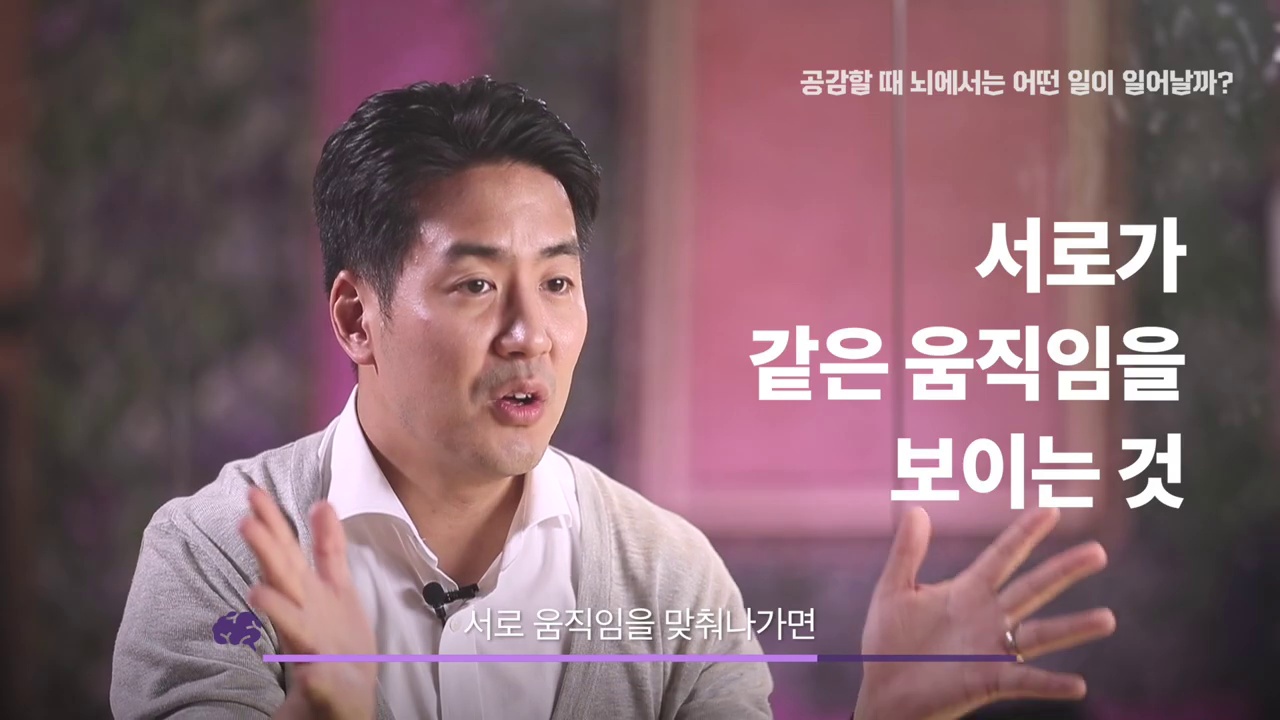 공감할 때 뇌에서는 어떤 일이 일어날까?
서로가
같은 움직임을
보이는 것
서로 움직임을 맞춰나가면